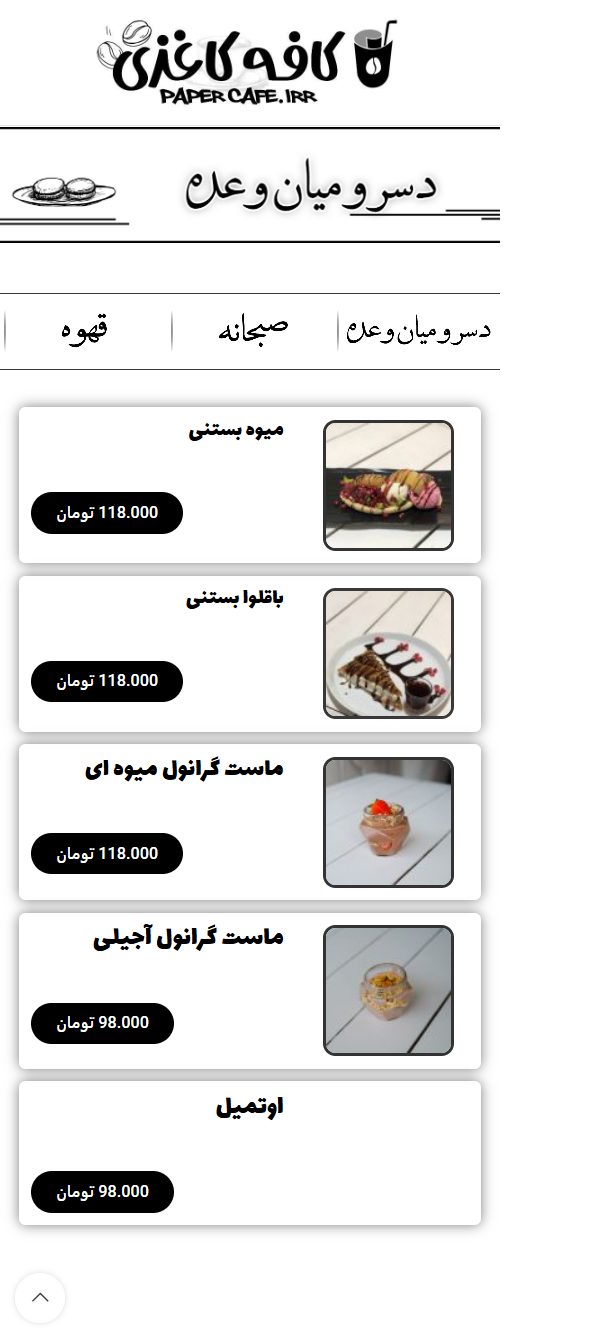 کافه کاغذی
PAPER CAFE.IRR
دسر و میان وعده
دسر و میان وعده
صبحانه
قهوه
میوه بستنی
118.000 تومان
باقلوا بستنی
118.000 تومان
ماست گرانول میوه ای
118.000 تومان
ماست گرانول آجیلی
98.000 تومان
اوتمیل
98.000 تومان